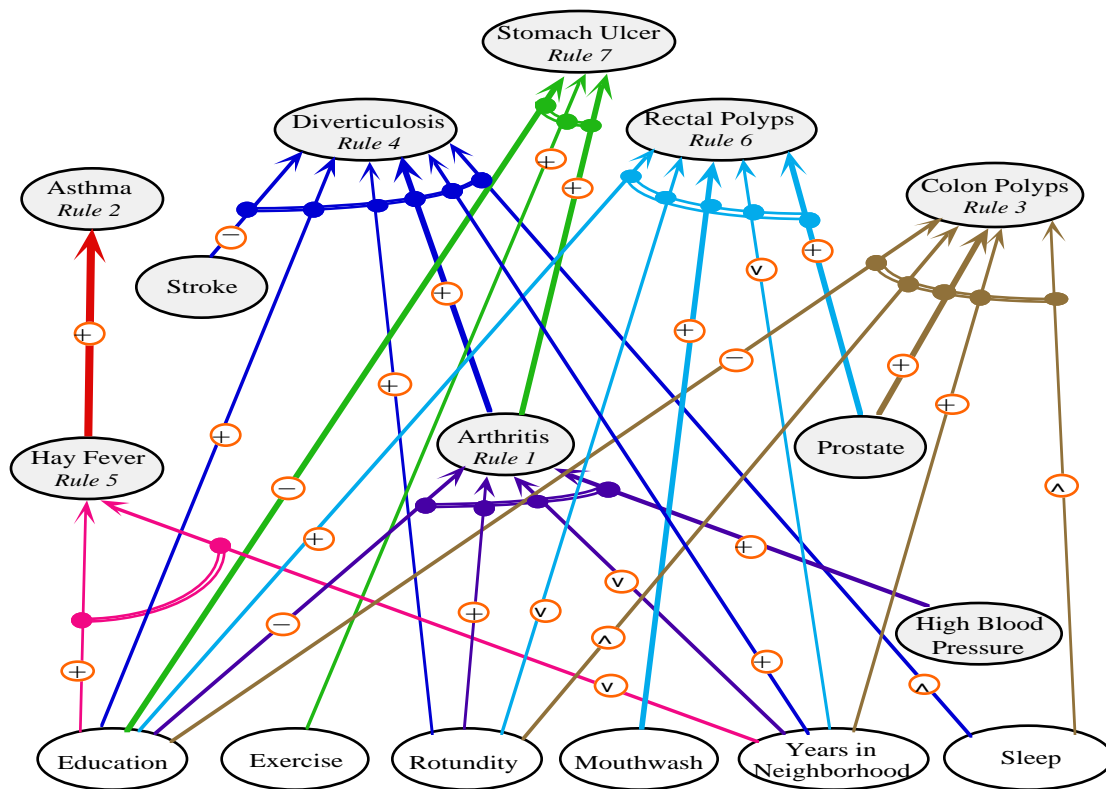 Stomach Ulcer
Rule 7
Diverticulosis
Rule 4
Rectal Polyps
Rule 6
Asthma
Rule 2
Colon Polyps
Rule 3
Stroke
Hay Fever
Rule 5
Arthritis
Rule 1
Prostate
High Blood
Pressure
Education
Exercise
Rotundity
Mouthwash
Years in
Neighborhood
Sleep
+
+
−
+
+
+
v
+
−
+
+
+
+
+
−
^
+
+
v
−
+
v
^
+
+
v
^